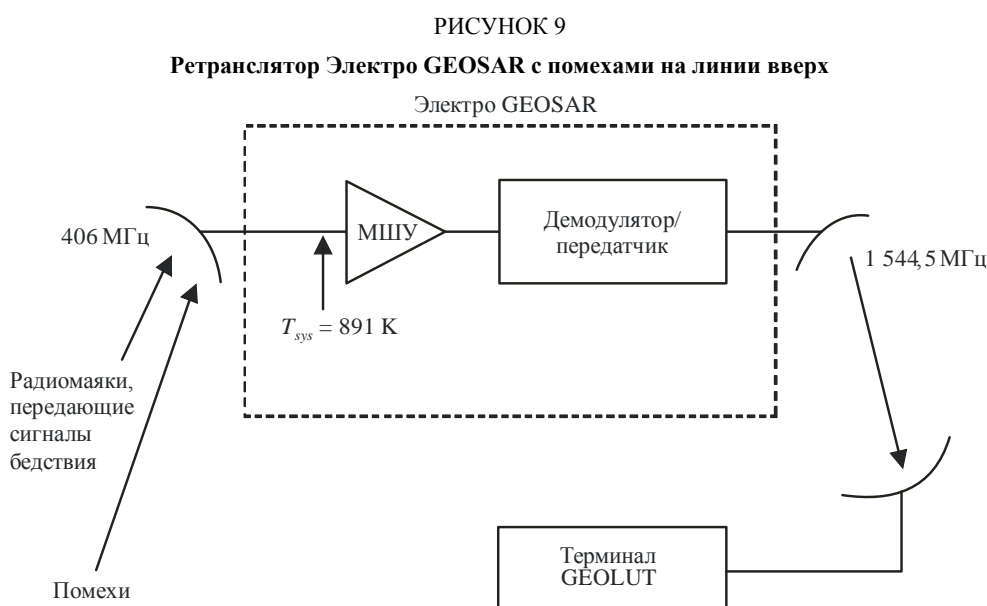 РИСУНОК 9
Ретранслятор Электро GEOSAR с помехами на линии вверх
Электро GEOSAR
406 МГц
МШУ
Демодулятор/
передатчик
1 544,5 МГц
Tsys = 891 K
Радиомаяки,
передающие
сигналы
бедствия
Помехи
Терминал
GEOLUT